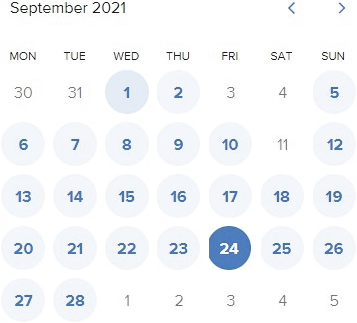 September 2021
MON TUE WED THU FRI SAT SUN
30 31 1 2 3 4 5
6 7 8 9 10 11 12
13 14 15 16 17 18 19
20 21 22 23 24 25 26
27 28 1 2 3 4 5